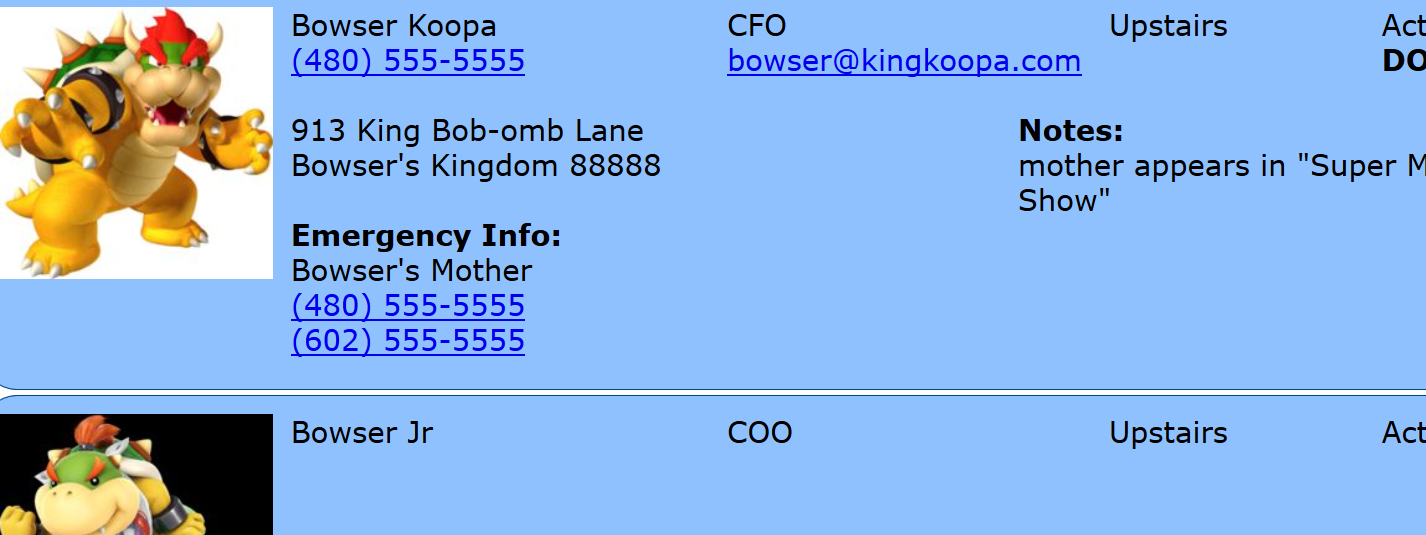 Bowser Koopa CFO Upstairs Act
(480) 555-5555 bowser@kingkoopa.com DO
913 King Bob-omb Lane Notes:
Bowser's Kingdom 88888 mother appears in "Super M
Show"
Emergency Info:
Bowser's Mother
(480) 555-5555
(602) 555-5555
Bowser Jr COO Upstairs Act